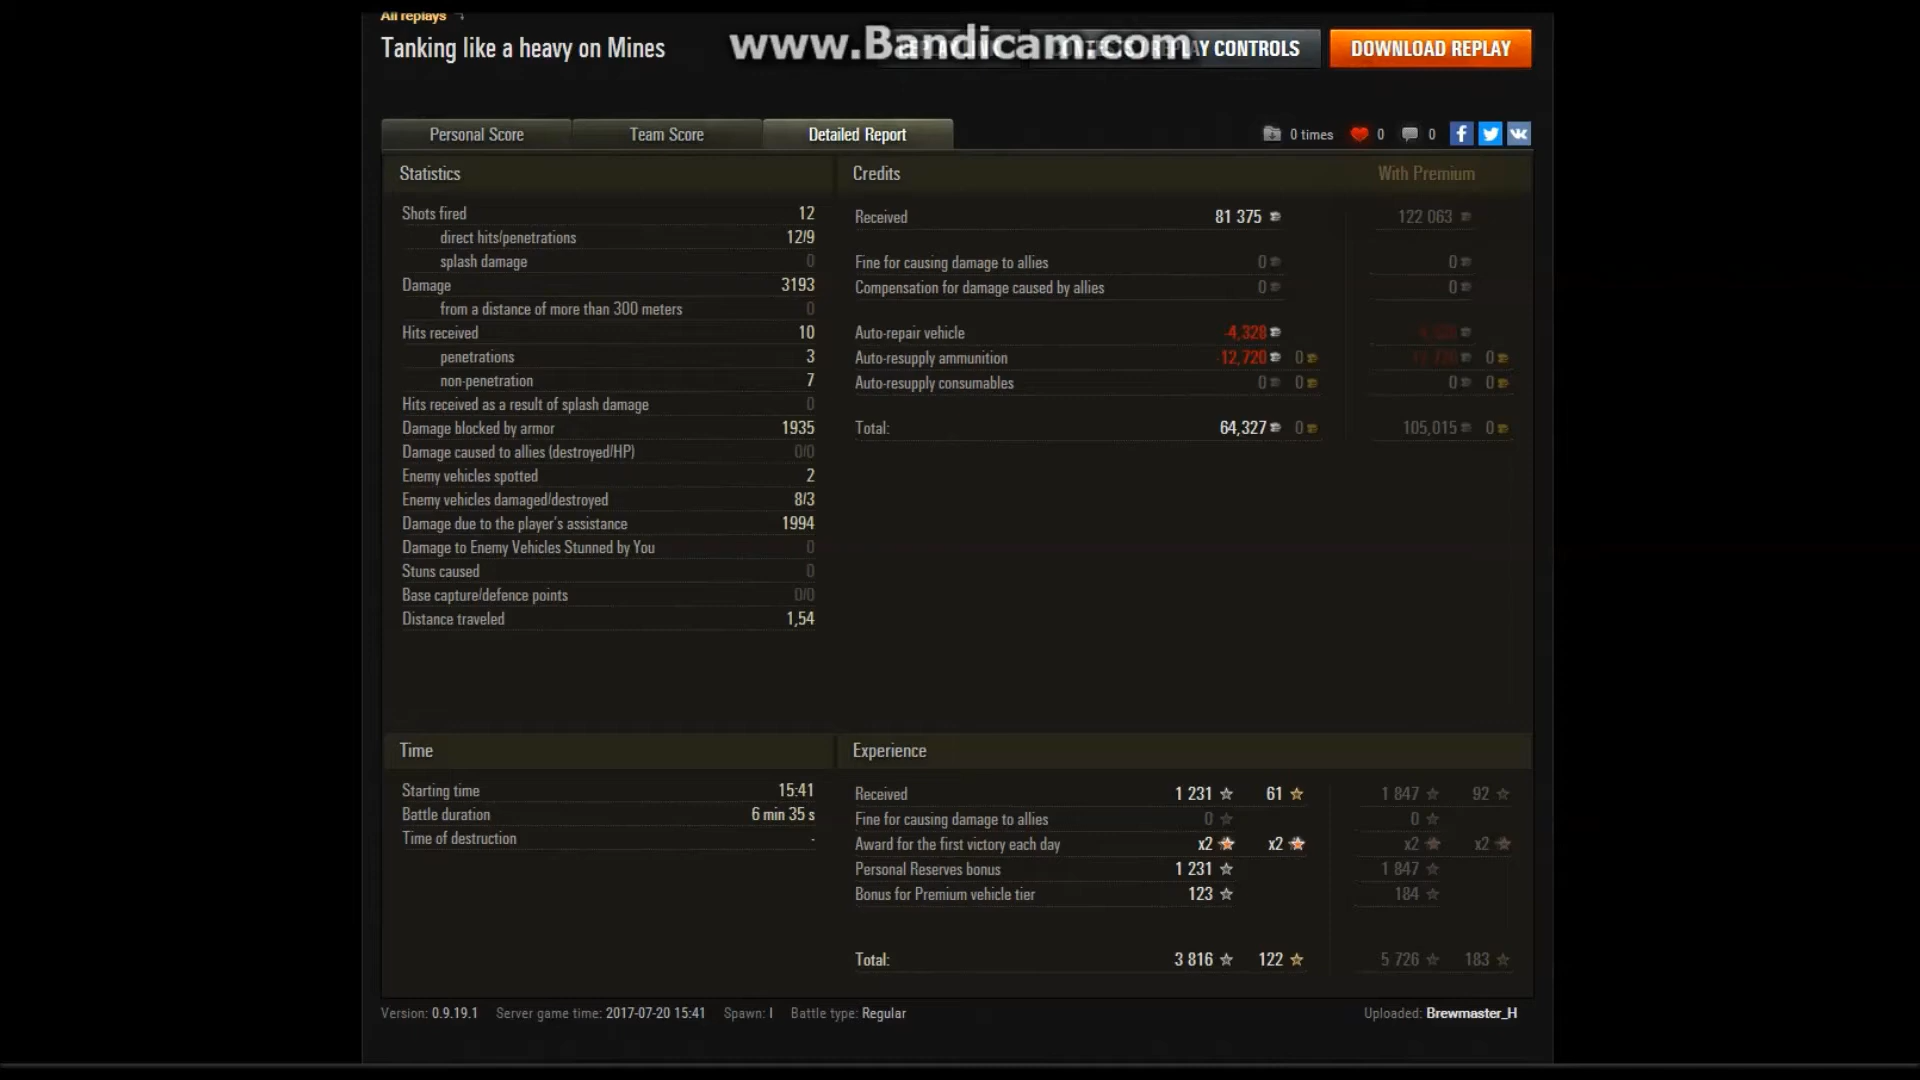 All replays
Tanking like a heavy on Mines
www.Bandicam.com
REPLAY CONTROLS
DOWNLOAD REPLAY
Personal Score Team Score Detailed Report
0 times 0 0
Statistics
Shots fired 12
direct hits/penetrations 12/9
splash damage 0
Damage 3193
from a distance of more than 300 meters 0
Hits received 10
penetrations 3
non-penetration 7
Hits received as a result of splash damage 0
Damage blocked by armor 1935
Damage caused to allies (destroyed/HP) 0/0
Enemy vehicles spotted 2
Enemy vehicles damaged/destroyed 8/3
Damage due to the player's assistance 1994
Damage to Enemy Vehicles Stunned by You 0
Stuns caused 0
Base capture/defence points 0/0
Distance traveled 1,54
Credits With Premium
Received 81 375 122 063
Fine for causing damage to allies 0 0
Compensation for damage caused by allies 0 0
Auto-repair vehicle -4,328 -4,328
Auto-resupply ammunition -12,720 0 -12,720 0
Auto-resupply consumables 0 0 0 0
Total: 64,327 0 105,015 0
Time
Starting time 15:41
Battle duration 6 min 35 s
Time of destruction -
Experience
Received 1 231 61 1 847 92
Fine for causing damage to allies 0 0
Award for the first victory each day x2 x2 x2 x2
Personal Reserves bonus 1 231 1 847
Bonus for Premium vehicle tier 123 184
Total: 3 816 122 5 726 183
Version: 0.9.19.1 Server game time: 2017-07-20 15:41 Spawn: I Battle type: Regular
Uploaded: Brewmaster_H